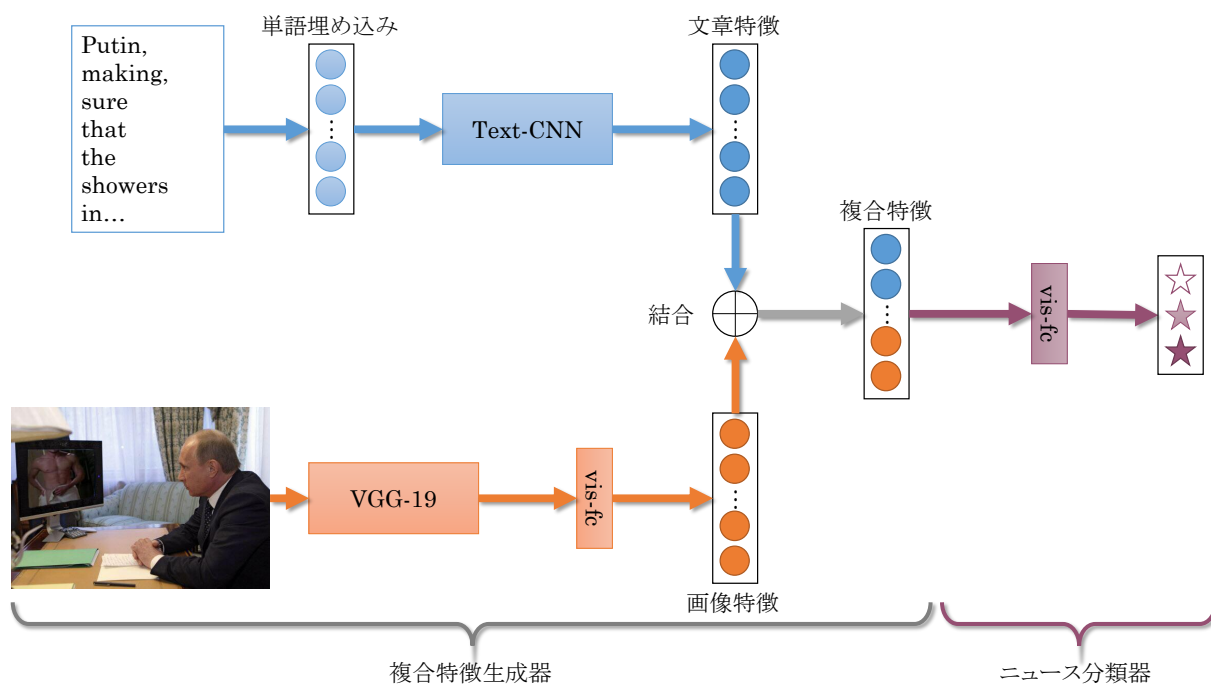 単語埋め込み
文章特徴
Putin,
making,
sure
that
the
showers
in…
Text-CNN
複合特徴
結合
vis-fc
VGG-19
vis-fc
画像特徴
複合特徴生成器
ニュース分類器